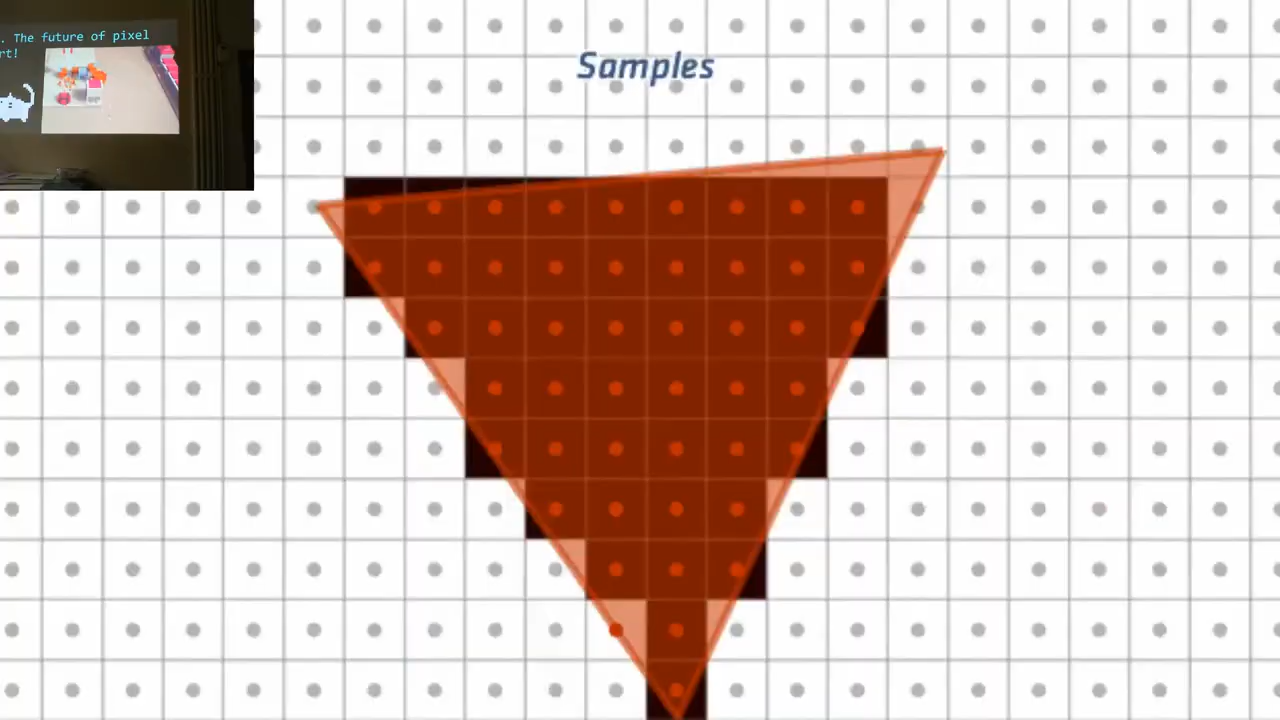 . The future of pixel
rt!
Samples